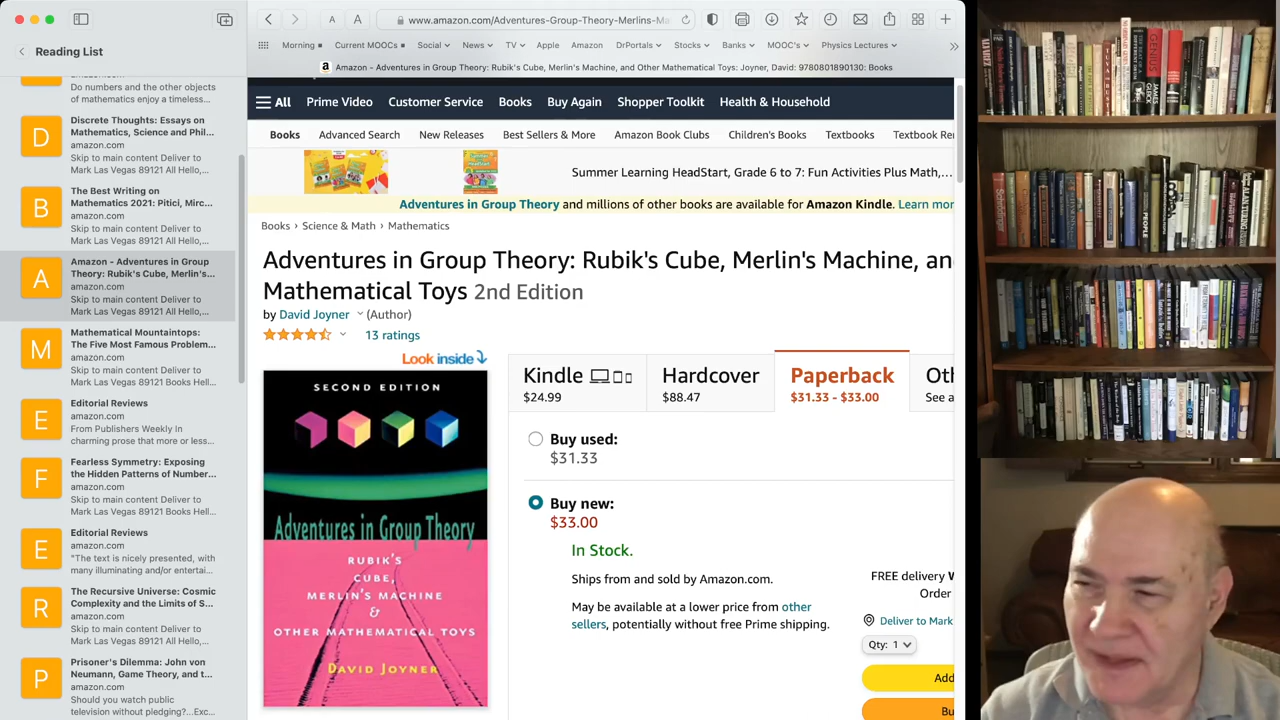 Reading List
Do numbers and the other objects
of mathematics enjoy a timeless...
D
Discrete Thoughts: Essays on
Mathematics, Science and Phil...
amazon.com
Skip to main content Deliver to
Mark Las Vegas 89121 All Hello,...
B
The Best Writing on
Mathematics 2021: Pitici, Mirc...
amazon.com
Skip to main content Deliver to
Mark Las Vegas 89121 All Hello,...
A
Amazon - Adventures in Group
Theory: Rubik's Cube, Merlin's...
amazon.com
Skip to main content Deliver to
Mark Las Vegas 89121 All Hello,...
M
Mathematical Mountaintops:
The Five Most Famous Problem...
amazon.com
Skip to main content Deliver to
Mark Las Vegas 89121 Books Hell...
E
Editorial Reviews
amazon.com
From Publishers Weekly In
charming prose that more or less...
F
Fearless Symmetry: Exposing
the Hidden Patterns of Number...
amazon.com
Skip to main content Deliver to
Mark Las Vegas 89121 Books Hell...
E
Editorial Reviews
amazon.com
"The text is nicely presented, with
many illuminating and/or entertai...
R
The Recursive Universe: Cosmic
Complexity and the Limits of S...
amazon.com
Skip to main content Deliver to
Mark Las Vegas 89121 All Hello,...
P
Prisoner's Dilemma: John von
Neumann, Game Theory, and t...
amazon.com
Should you watch public
television without pledging?...Exc...
A A www.amazon.com/Adventures-Group-Theory-Merlins-Ma
Morning Current MOOCs Social News TV Apple Amazon DrPortals Stocks Banks MOOC's Physics Lectures
a Amazon - Adventures in Group Theory: Rubik's Cube, Merlin's Machine, and Other Mathematical Toys: Joyner, David: 9780801890130: Books
All Prime Video Customer Service Books Buy Again Shopper Toolkit Health & Household
Books Advanced Search New Releases Best Sellers & More Amazon Book Clubs Children's Books Textbooks Textbook Ren
Summer Learning HeadStart, Grade 6 to 7: Fun Activities Plus Math,...
Adventures in Group Theory and millions of other books are available for Amazon Kindle. Learn mor
Books › Science & Math › Mathematics
Adventures in Group Theory: Rubik's Cube, Merlin's Machine, an
Mathematical Toys 2nd Edition
by David Joyner (Author)
13 ratings
Look inside
SECOND EDITION
Adventures in Group Theory
RUBIK'S
CUBE,
MERLIN'S MACHINE
&
OTHER MATHEMATICAL TOYS
DAVID JOYNER
Kindle
$24.99
Hardcover
$88.47
Paperback
$31.33 - $33.00
Ot
See a
Buy used:
$31.33
Buy new:
$33.00
In Stock.
Ships from and sold by Amazon.com.
May be available at a lower price from other
sellers, potentially without free Prime shipping.
FREE delivery W
Order
Deliver to Mark
Qty: 1
Add
Bu
GENIUS
PEOPLE